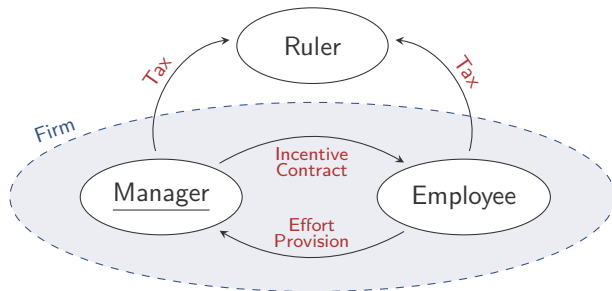 Ruler
Tax
Tax
Firm
Incentive
Contract
Manager
Employee
Effort
Provision